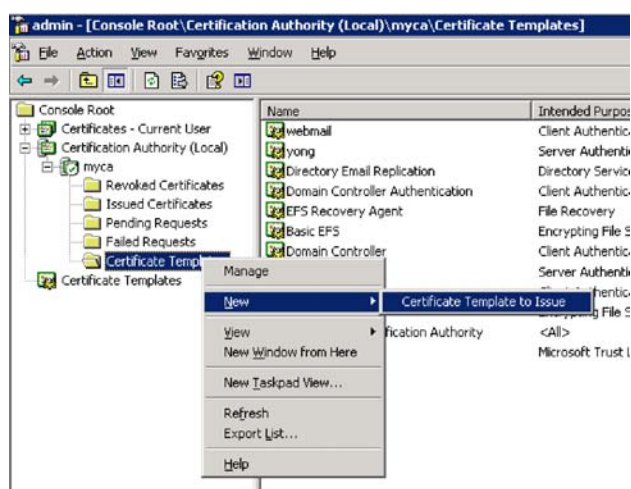 admin - [Console Root\Certification Authority (Local)\myca\Certificate Templates]
File Action View Favorites Window Help
Console Root
Certificates - Current User
Certification Authority (Local)
myca
Revoked Certificates
Issued Certificates
Pending Requests
Failed Requests
Certificate Templ
Certificate Templates
Name Intended Purpos
webmail Client Authentic
yong Server Authenti
Directory Email Replication Directory Servic
Domain Controller Authentication Client Authentic
EFS Recovery Agent File Recovery
Basic EFS Encrypting File S
Domain Controller Client Authentic
Server Authenti
File S
fication Authority <All>
Microsoft Trust L
Manage
New
Certificate Template to Issue
View
New Window from Here
New Taskpad View...
Refresh
Export List...
Help